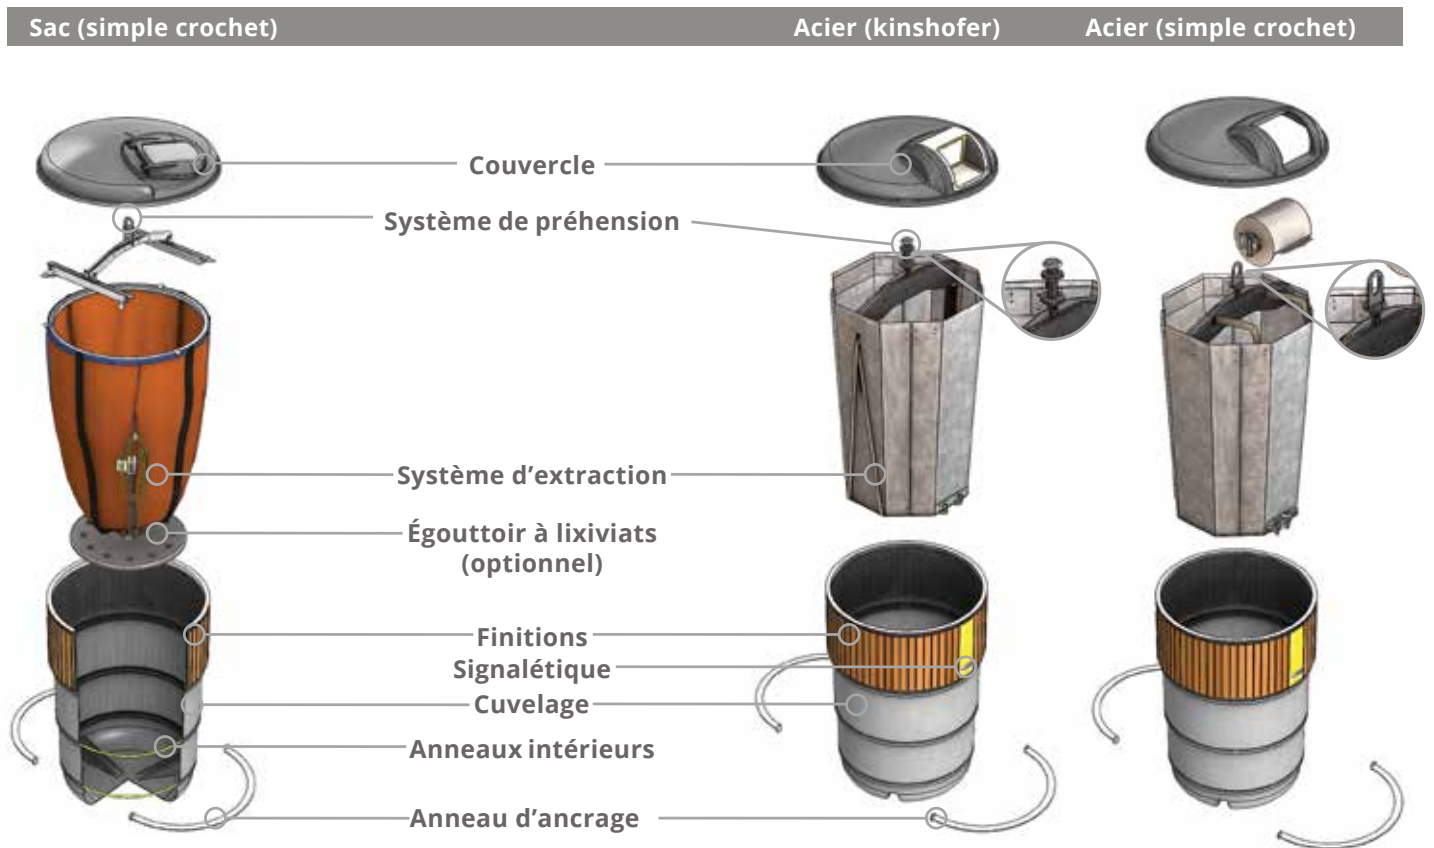 Sac (simple crochet)
Acier (kinshofer)
Acier (simple crochet)
Couvercle
Système de préhension
Système d’extraction
Égouttoir à lixiviats
(optionnel)
Finitions
Signalétique
Cuvelage
Anneaux intérieurs
Anneau d’ancrage